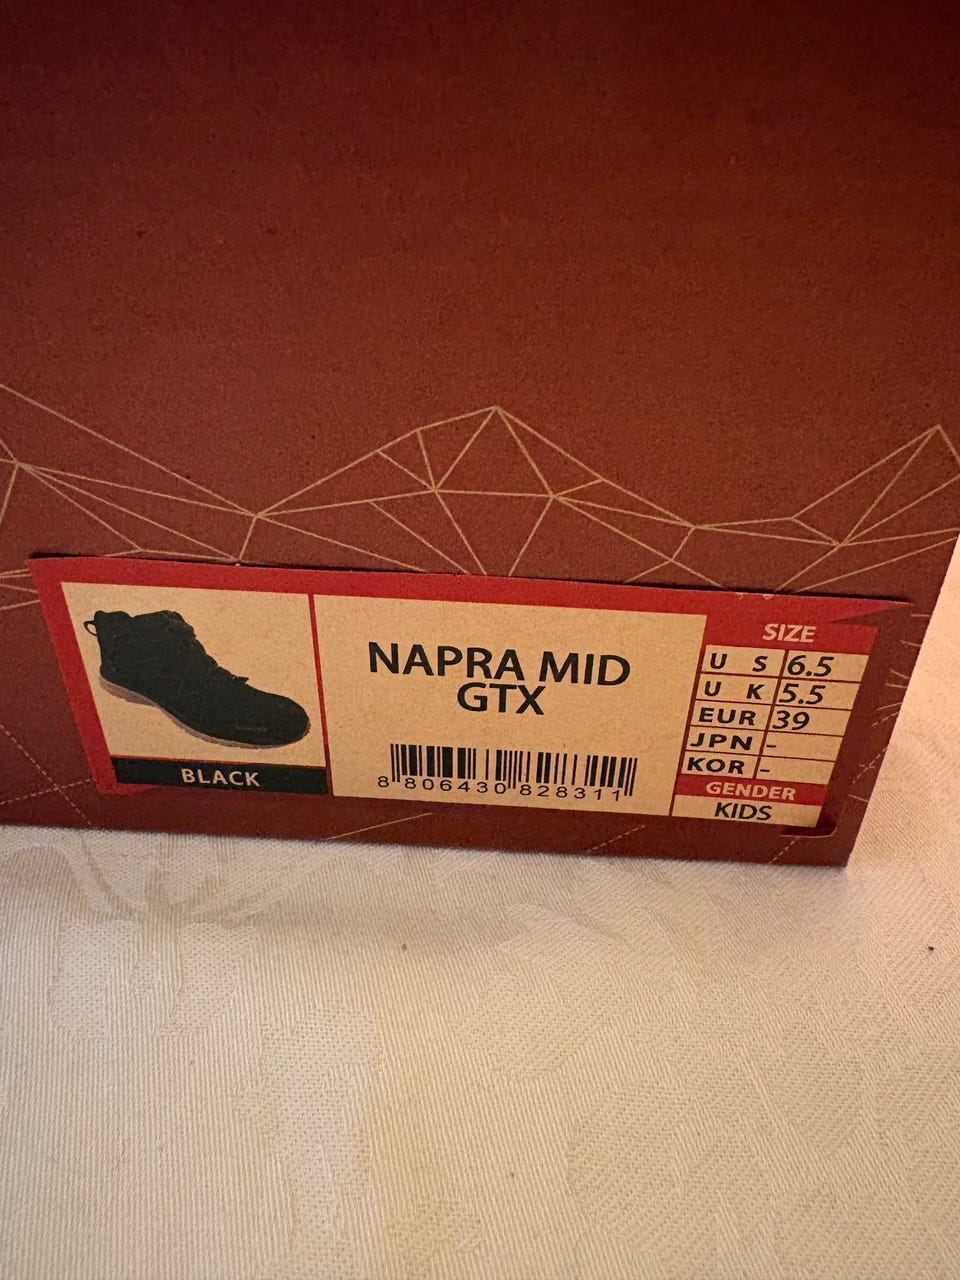 NAPRA MID
GTX
8 806430 828311
BLACK
SIZE
U S 6.5
U K 5.5
EUR 39
JPN -
KOR -
GENDER
KIDS